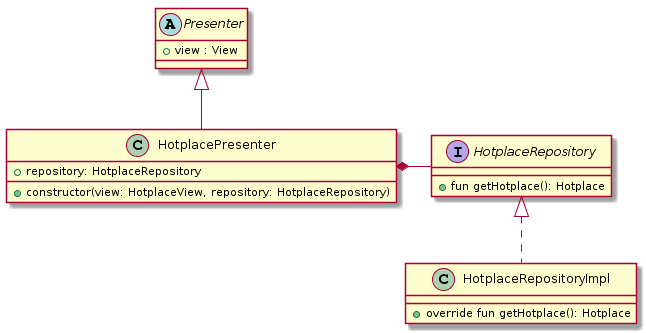 A Presenter
view : View
C HotplacePresenter
repository: HotplaceRepository
constructor(view: HotplaceView, repository: HotplaceRepository)
I HotplaceRepository
fun getHotplace(): Hotplace
C HotplaceRepositoryImpl
override fun getHotplace(): Hotplace